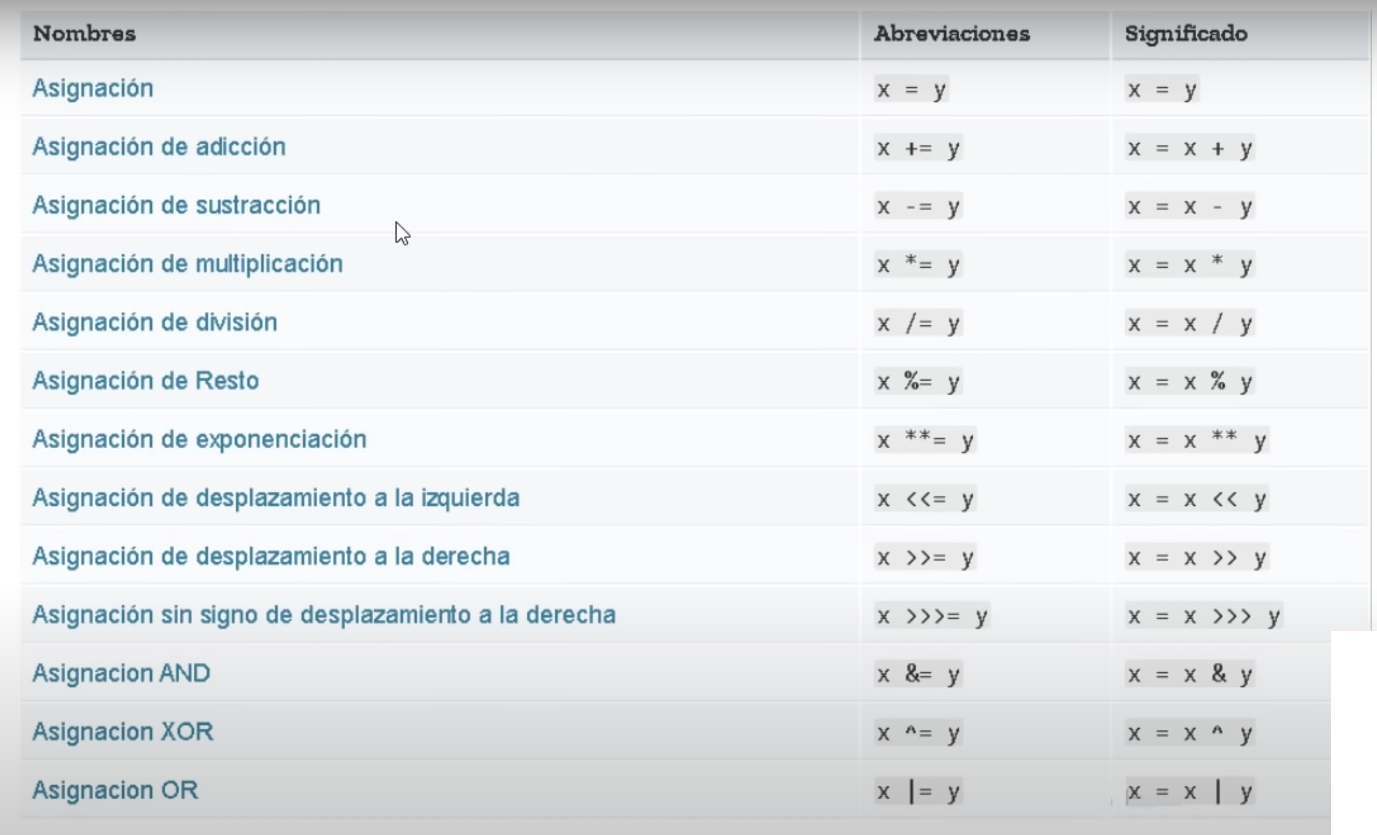 Nombres Abreviaciones Significado
Asignación x = y x = y
Asignación de adicción x += y x = x + y
Asignación de sustracción x -= y x = x - y
Asignación de multiplicación x *= y x = x * y
Asignación de división x /= y x = x / y
Asignación de Resto x %= y x = x % y
Asignación de exponenciación x **= y x = x ** y
Asignación de desplazamiento a la izquierda x <<= y x = x << y
Asignación de desplazamiento a la derecha x >>= y x = x >> y
Asignación sin signo de desplazamiento a la derecha x >>>= y x = x >>> y
Asignacion AND x &= y x = x & y
Asignacion XOR x ^= y x = x ^ y
Asignacion OR x |= y x = x | y